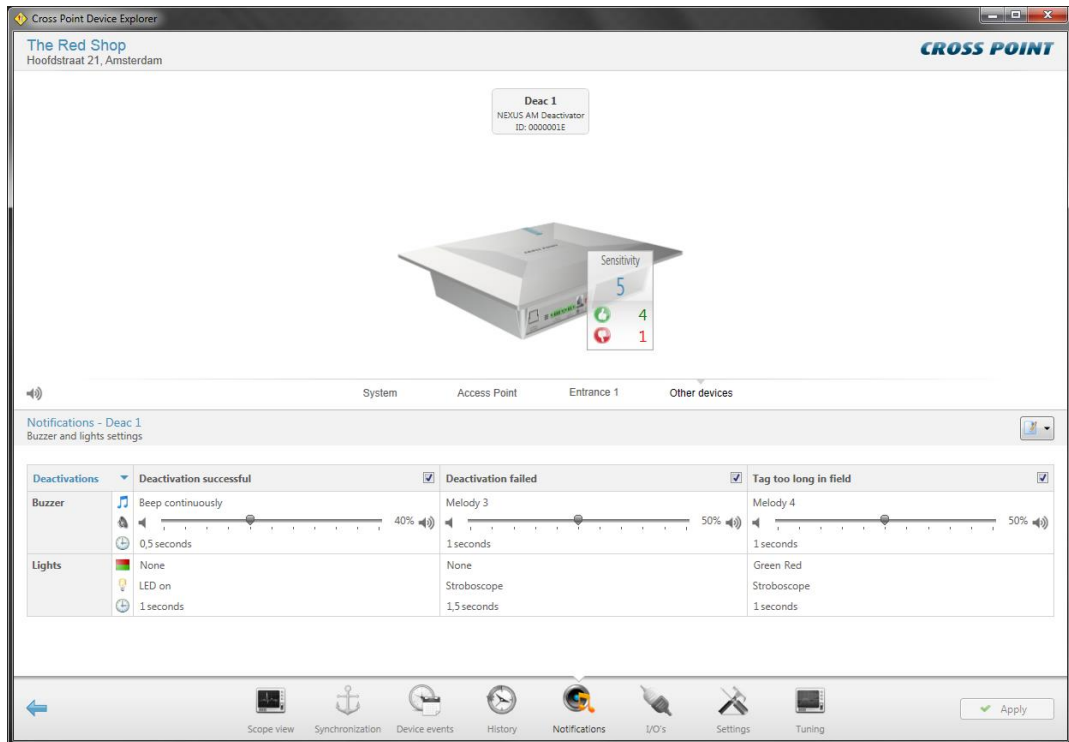 Cross Point Device Explorer
The Red Shop
Hoofdstraat 21, Amsterdam
CROSS POINT
Deac 1
NEXUS AM Deactivator
ID: 0000001E
Sensitivity
5
4
1
System Access Point Entrance 1 Other devices
Notifications - Deac 1
Buzzer and lights settings
Deactivations Deactivation successful Deactivation failed Tag too long in field
Buzzer Beep continuously Melody 3 Melody 4
40% 50% 50%
0,5 seconds 1 seconds 1 seconds
Lights None None Green Red
LED on Stroboscope Stroboscope
1 seconds 1,5 seconds 1 seconds
Scope view Synchronization Device events History Notifications I/O's Settings Tuning
Apply